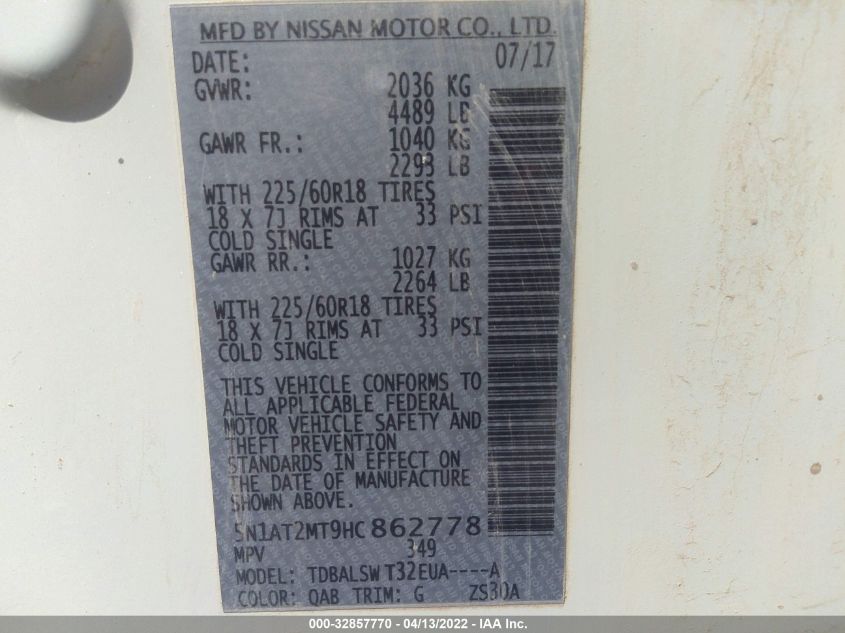 MFD BY NISSAN MOTOR CO., LTD.
DATE: 07/17
GVWR: 2036 KG
4489 LB
GAWR FR.: 1040 KG
2293 LB
WITH 225/60R18 TIRES
18 X 7J RIMS AT 33 PSI
COLD SINGLE
GAWR RR.: 1027 KG
2264 LB
WITH 225/60R18 TIRES
18 X 7J RIMS AT 33 PSI
COLD SINGLE
THIS VEHICLE CONFORMS TO
ALL APPLICABLE FEDERAL
MOTOR VEHICLE SAFETY AND
THEFT PREVENTION
STANDARDS IN EFFECT ON
THE DATE OF MANUFACTURE
SHOWN ABOVE.
5N1AT2MT9HC862778
MPV 349
MODEL: TDBALSW T32EUA----A
COLOR: QAB TRIM: G ZS30A
000-32857770 - 04/13/2022 - IAA Inc.